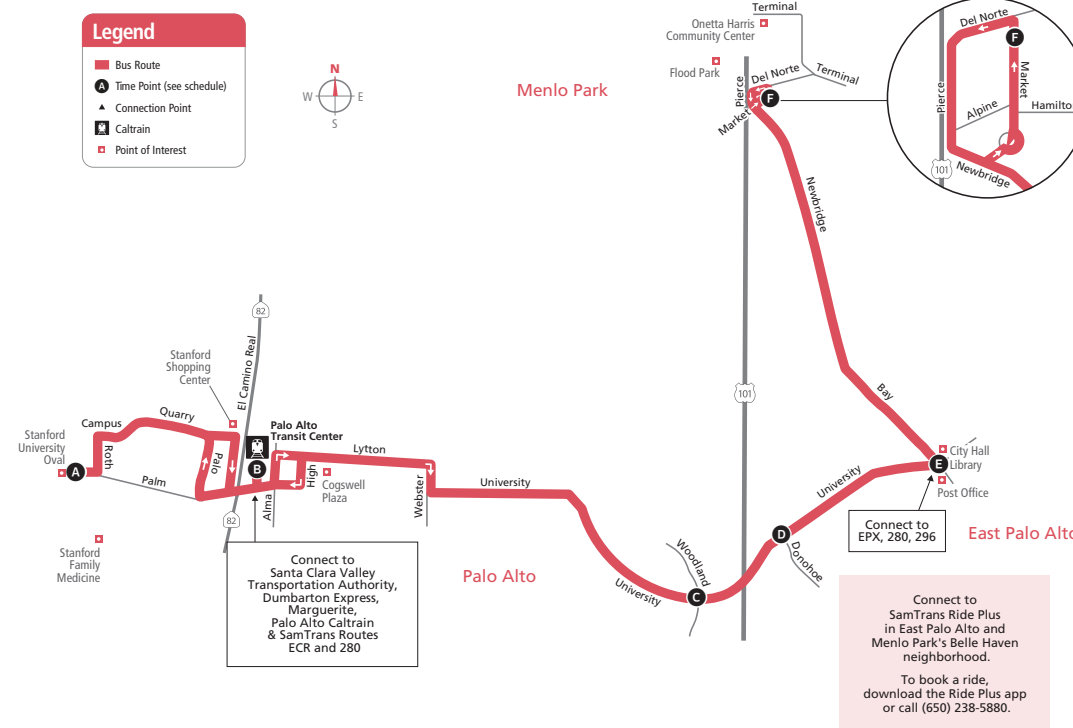 Legend
Bus Route
A Time Point (see schedule)
Connection Point
Caltrain
Point of Interest
N
W E
S
Menlo Park
Onetta Harris
Community Center
Flood Park
Terminal
Del Norte
Terminal
Pierce
Market
F
Newbridge
Del Norte
F
Market
Pierce
Alpine
Hamilto
101
Newbridge
82
El Camino Real
Stanford
Shopping
Center
Palo Alto
Transit Center
Campus
Quarry
Stanford
University
Oval
A
Roth
Palm
Palo
B
Alma
High
Lytton
Cogswell
Plaza
Webster
University
82
Stanford
Family
Medicine
Connect to
Santa Clara Valley
Transportation Authority,
Dumbarton Express,
Marguerite,
Palo Alto Caltrain
& SamTrans Routes
ECR and 280
Palo Alto
University
Woodland
C
101
D
Donohoe
University
Bay
E
City Hall
Library
Post Office
Connect to
EPX, 280, 296
East Palo Alto
Connect to
SamTrans Ride Plus
in East Palo Alto and
Menlo Park's Belle Haven
neighborhood.
To book a ride,
download the Ride Plus app
or call (650) 238-5880.